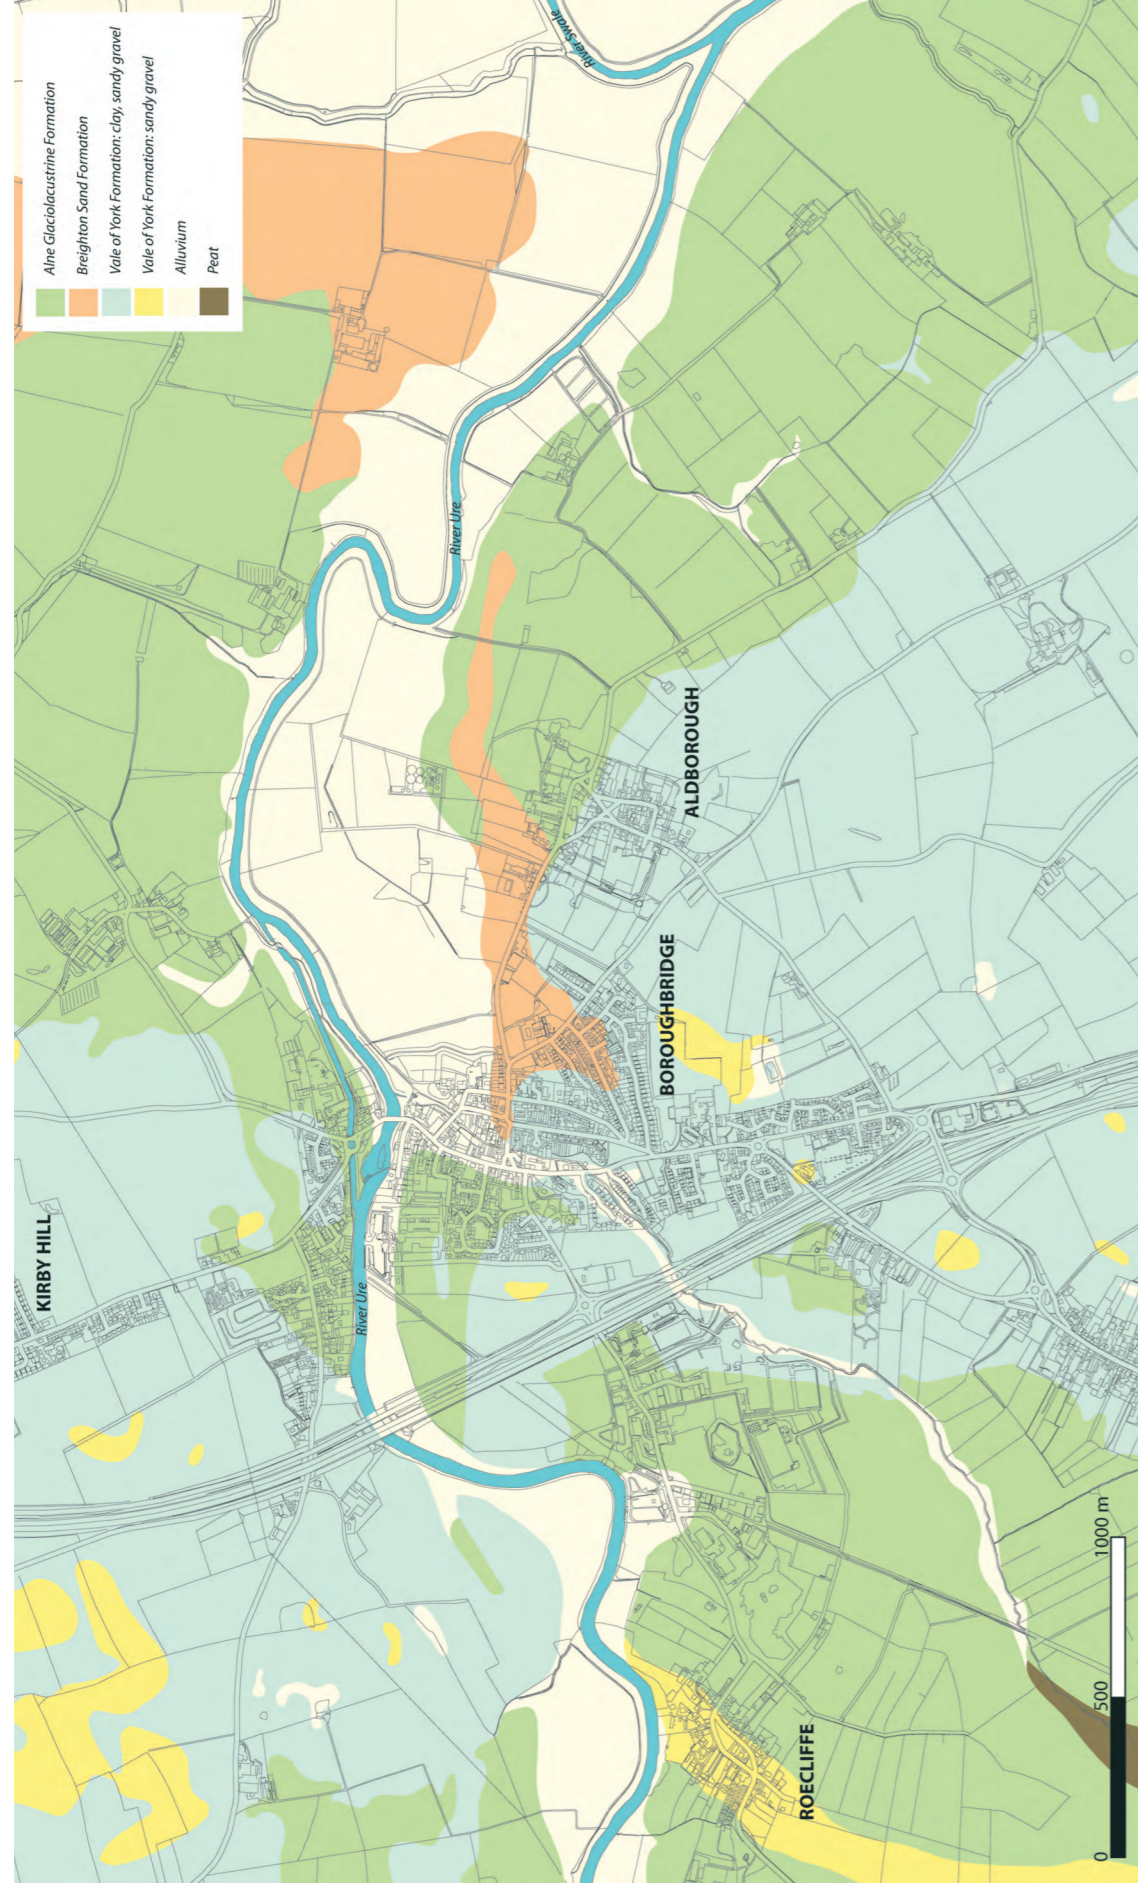 Alne Glaciolacustrine Formation
Breighton Sand Formation
Vale of York Formation: clay, sandy gravel
Vale of York Formation: sandy gravel
Alluvium
Peat
River Swale
River Ure
KIRBY HILL
River Ure
ALDBOROUGH
BOROUGHBRIDGE
ROECLIFFE
0
500
1000 m